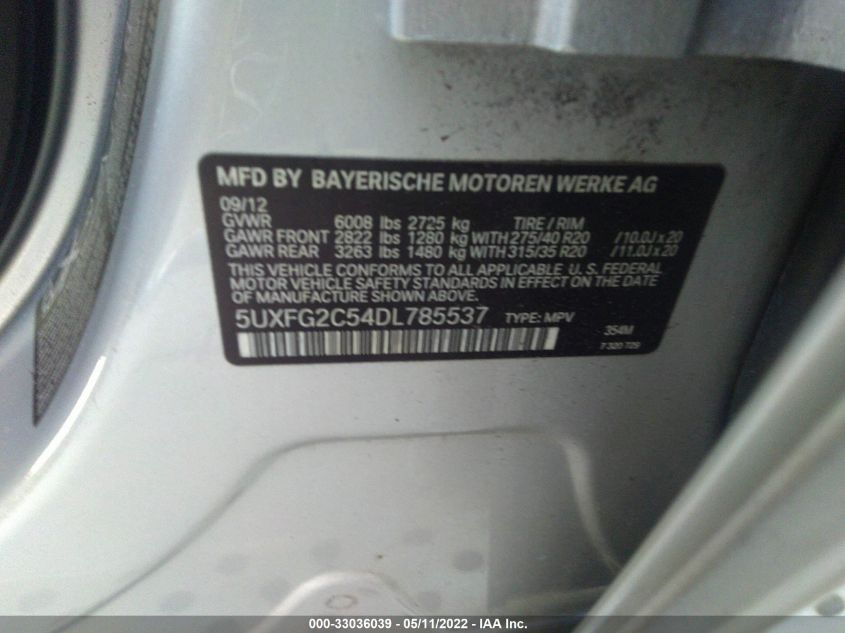 MFD BY BAYERISCHE MOTOREN WERKE AG
09/12
GVWR 6008 lbs 2725 kg TIRE / RIM
GAWR FRONT 2822 lbs 1280 kg WITH 275/40 R20 /10.0J x 20
GAWR REAR 3263 lbs 1480 kg WITH 315/35 R20 /11.0J x 20
THIS VEHICLE CONFORMS TO ALL APPLICABLE, U. S. FEDERAL
MOTOR VEHICLE SAFETY STANDARDS IN EFFECT ON THE DATE
OF MANUFACTURE SHOWN ABOVE.
5UXFG2C54DL785537 TYPE: MPV
354M
7 320 729
000-33036039 - 05/11/2022 - IAA Inc.